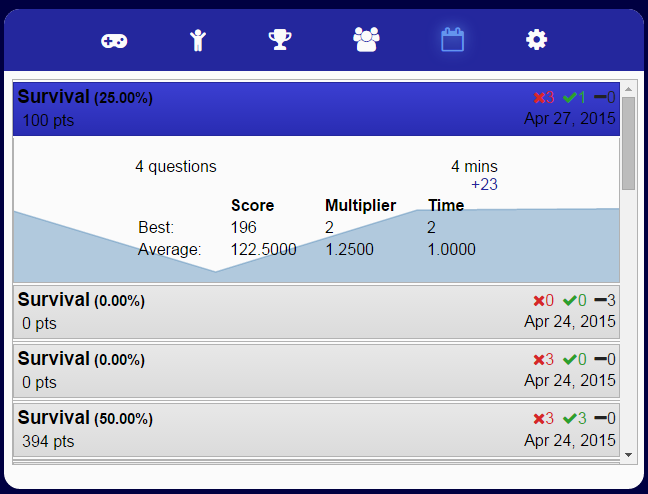 Survival (25.00%) 3 1 0
100 pts Apr 27, 2015
4 questions 4 mins
+23
Score Multiplier Time
Best: 196 2 2
Average: 122.5000 1.2500 1.0000
Survival (0.00%) 0 0 3
0 pts Apr 24, 2015
Survival (0.00%) 3 0 0
0 pts Apr 24, 2015
Survival (50.00%) 3 3 0
394 pts Apr 24, 2015